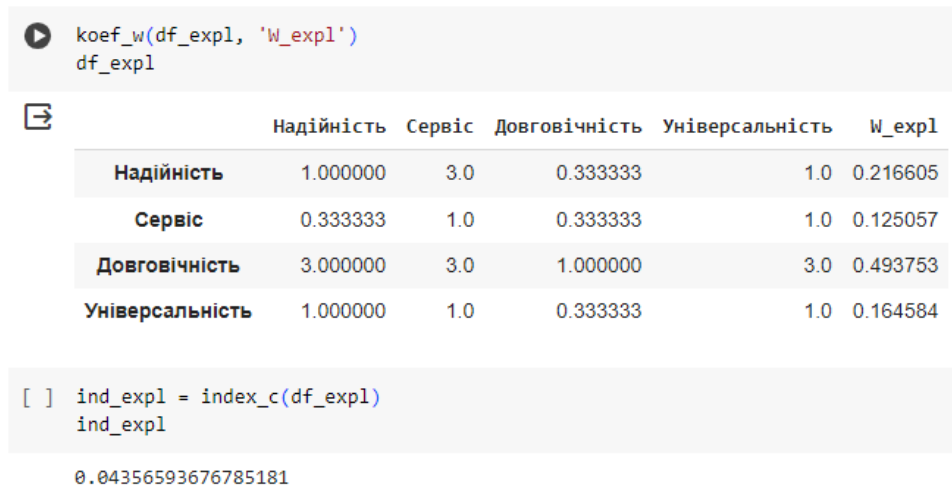 koef_w(df_expl, 'W_expl')
df_expl
Надійність Сервіс Довговічність Універсальність W_expl
Надійність 1.000000 3.0 0.333333 1.0 0.216605
Сервіс 0.333333 1.0 0.333333 1.0 0.125057
Довговічність 3.000000 3.0 1.000000 3.0 0.493753
Універсальність 1.000000 1.0 0.333333 1.0 0.164584
[ ] ind_expl = index_c(df_expl)
ind_expl
0.04356593676785181